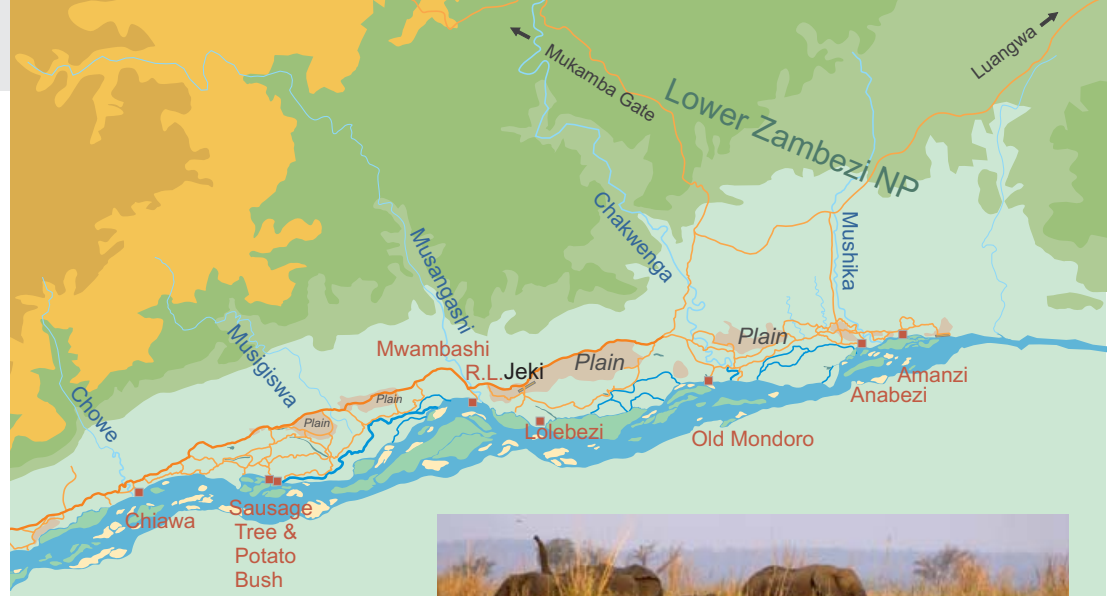 Luangwa
Mukamba Gate
Lower Zambezi NP
Chakwenga
Mushika
Musangashi
Musigiswa
Mwambashi
R.L.
Jeki
Plain
Plain
Plain
Plain
Chowe
Amanzi
Anabezi
Lolebezi
Old Mondoro
Chiawa
Sausage
Tree &
Potato
Bush